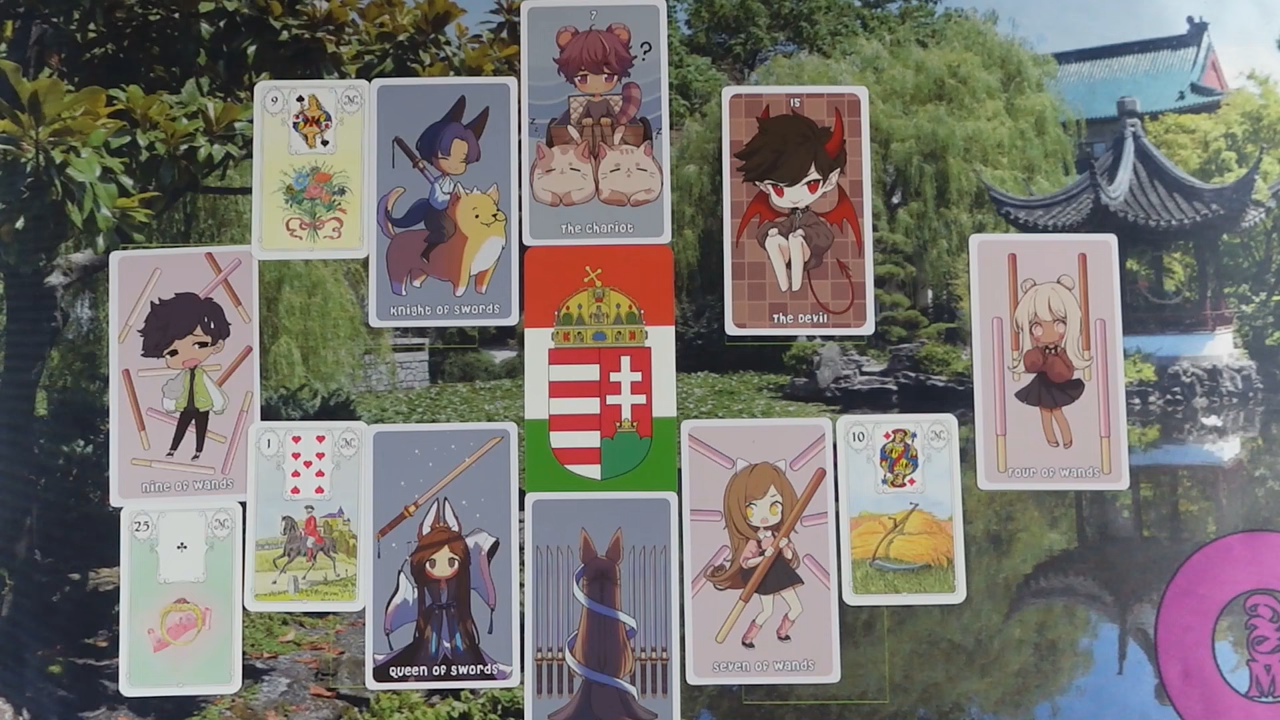 7
?
The Chariot
9
Knight of Swords
15
The Devil
Nine of Wands
Four of Wands
1
Queen of Swords
Seven of Wands
10
25